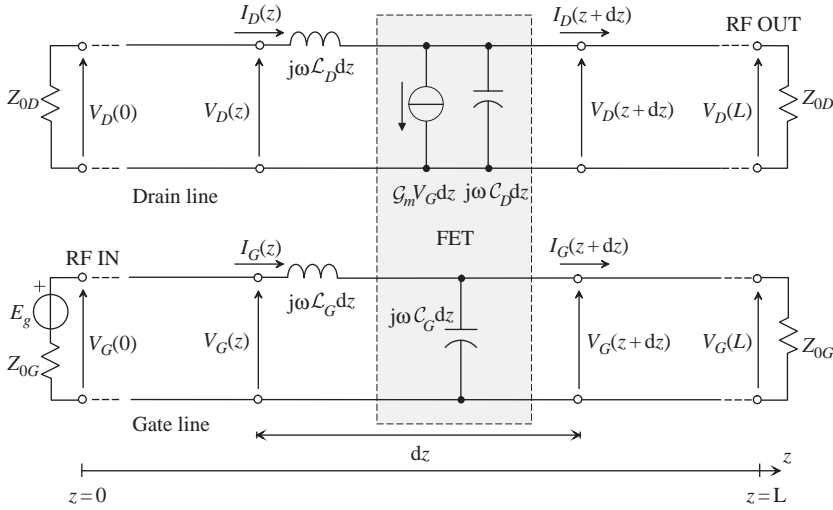 I_D(z) I_D(z+dz) RF OUT
jωℒ_D dz
Z_0D V_D(0) V_D(z) V_D(z+dz) V_D(L) Z_0D
Drain line 𝒢_m V_G dz jω𝒞_D dz
FET
RF IN I_G(z) I_G(z+dz)
+
jωℒ_G dz jω𝒞_G dz
E_g
V_G(0) V_G(z) V_G(z+dz) V_G(L) Z_0G
Z_0G
Gate line
dz
z
z=0 z=L